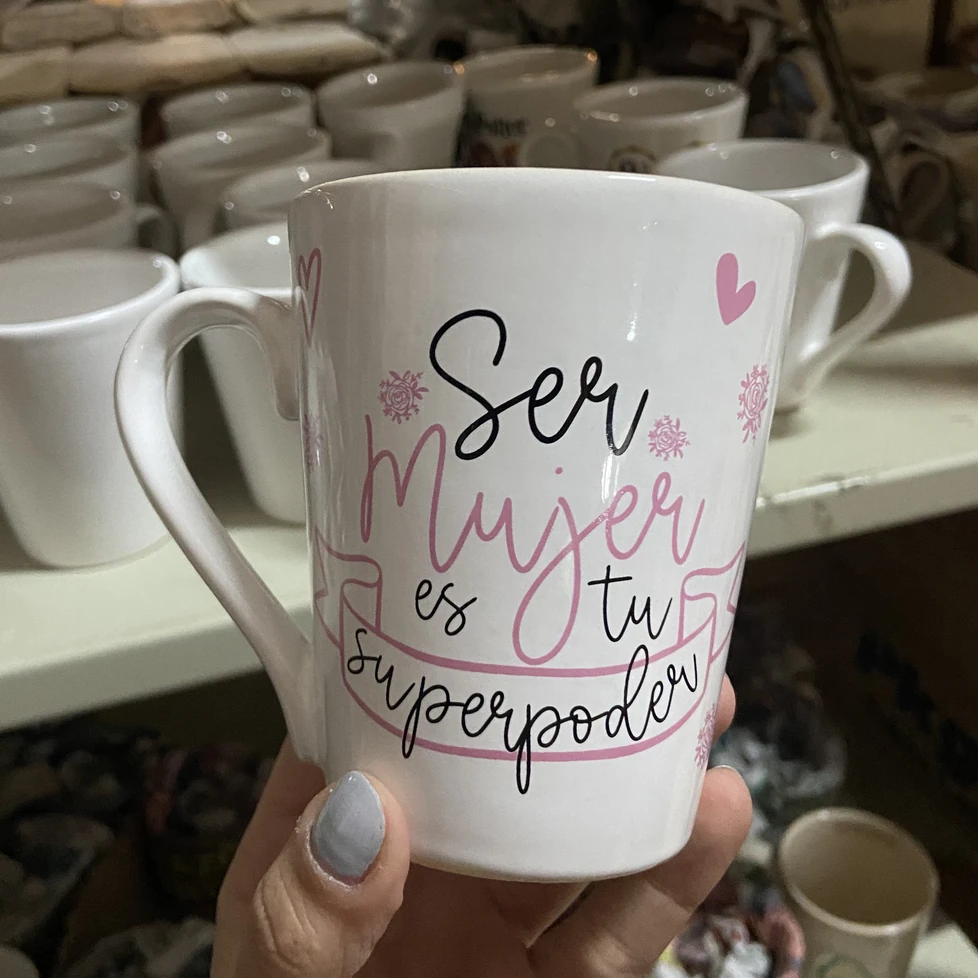 Ser
Mujer
es tu
superpoder